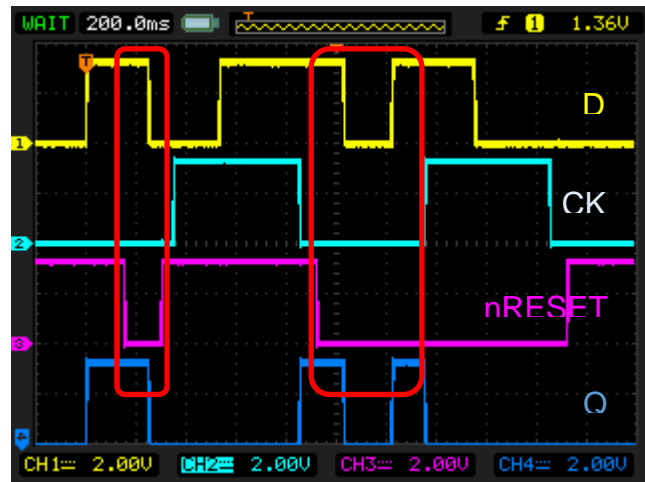 WAIT 200.0ms T 1 1.36V
T
D
1
CK
2
nRESET
3
Q
4
CH1 2.00V CH2 2.00V CH3 2.00V CH4 2.00V